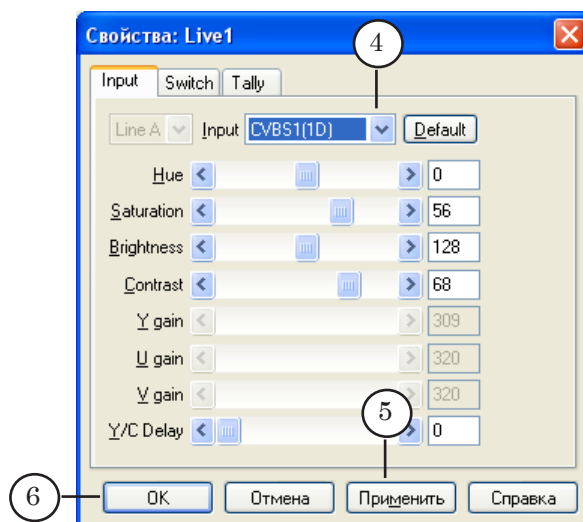 Свойства: Live1
4
Input Switch Tally
Line A Input CVBS1(1D) Default
Hue 0
Saturation 56
Brightness 128
Contrast 68
Y gain 309
U gain 320
V gain 320
5
Y/C Delay 0
6
OK Отмена Применить Справка